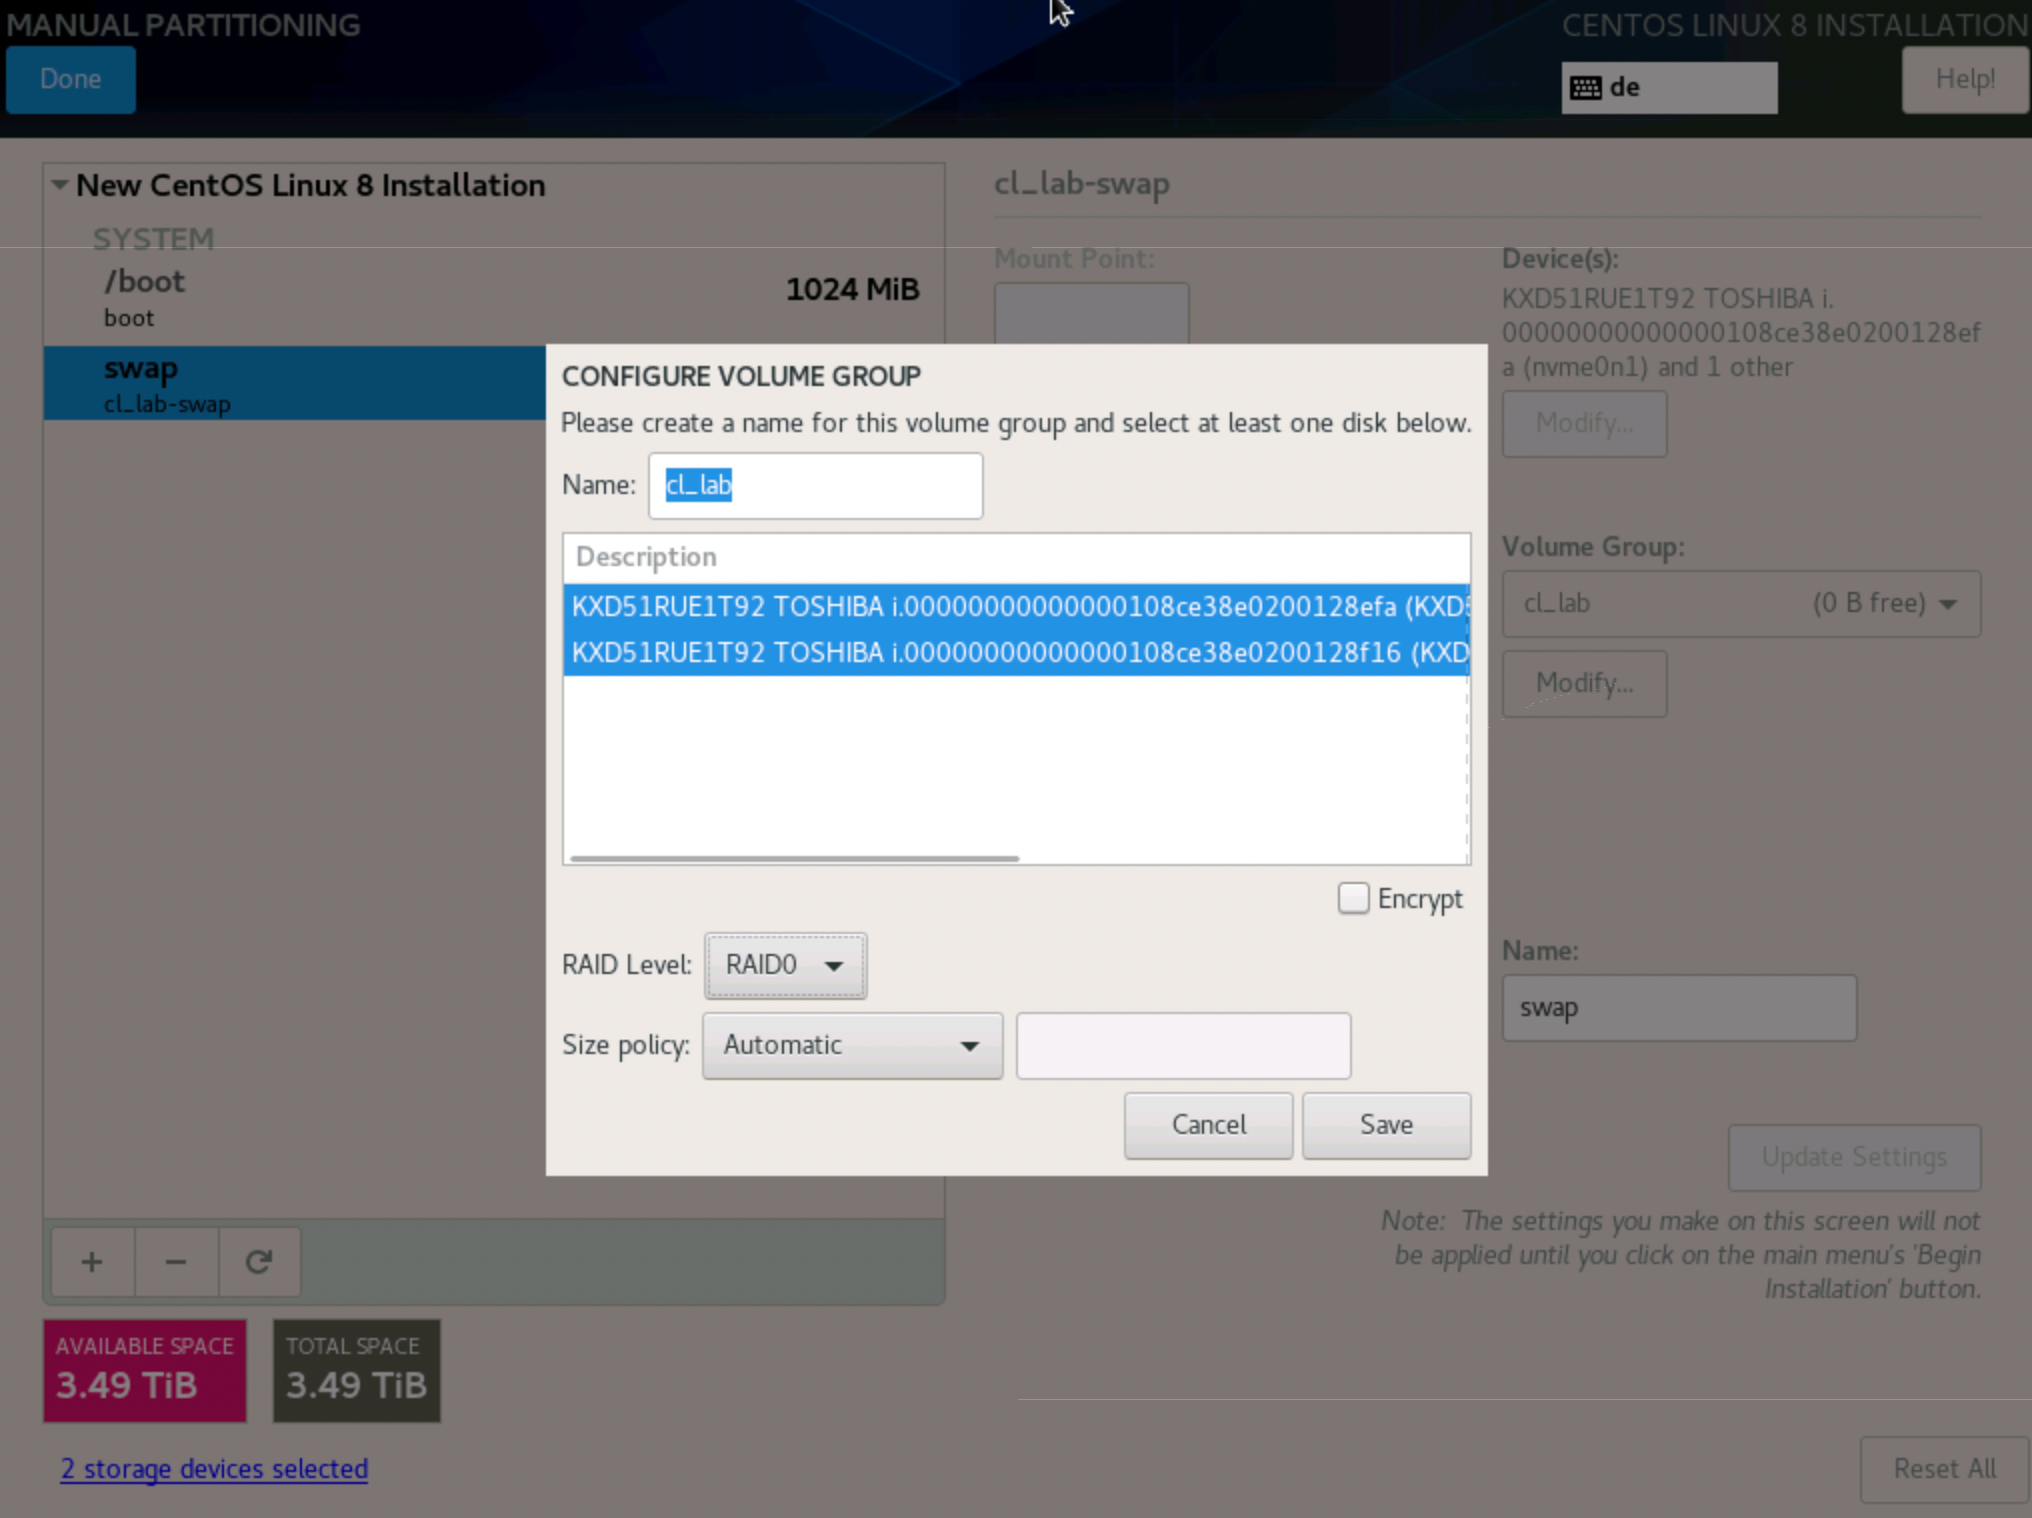 MANUAL PARTITIONING
CENTOS LINUX 8 INSTALLATION
Done
de
Help!
New CentOS Linux 8 Installation
SYSTEM
/boot
1024 MiB
boot
swap
cl_lab-swap
cl_lab-swap
Mount Point:
Device(s):
KXD51RUE1T92 TOSHIBA i.
00000000000000108ce38e0200128ef
a (nvme0n1) and 1 other
Modify...
Volume Group:
cl_lab (0 B free)
Modify...
Name:
swap
Update Settings
Note: The settings you make on this screen will not
be applied until you click on the main menu's 'Begin
Installation' button.
CONFIGURE VOLUME GROUP
Please create a name for this volume group and select at least one disk below.
Name: cl_lab
Description
KXD51RUE1T92 TOSHIBA i.00000000000000108ce38e0200128efa (KXD5
KXD51RUE1T92 TOSHIBA i.00000000000000108ce38e0200128f16 (KXD
Encrypt
RAID Level: RAID0
Size policy: Automatic
Cancel
Save
+ −
AVAILABLE SPACE
3.49 TiB
TOTAL SPACE
3.49 TiB
2 storage devices selected
Reset All